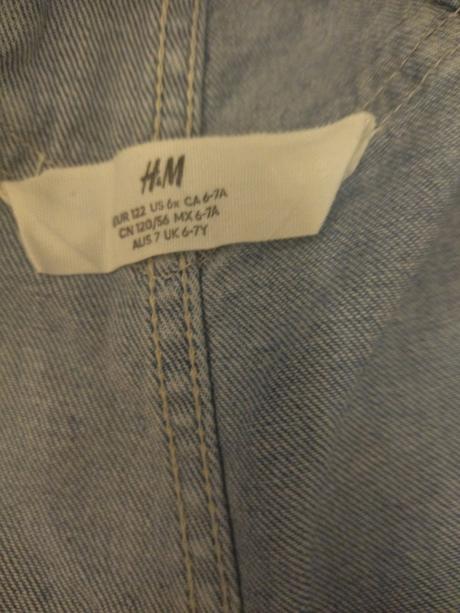 H&M
EUR 122 US 6x CA 6-7A
CN 120/56 MX 6-7A
AUS 7 UK 6-7Y